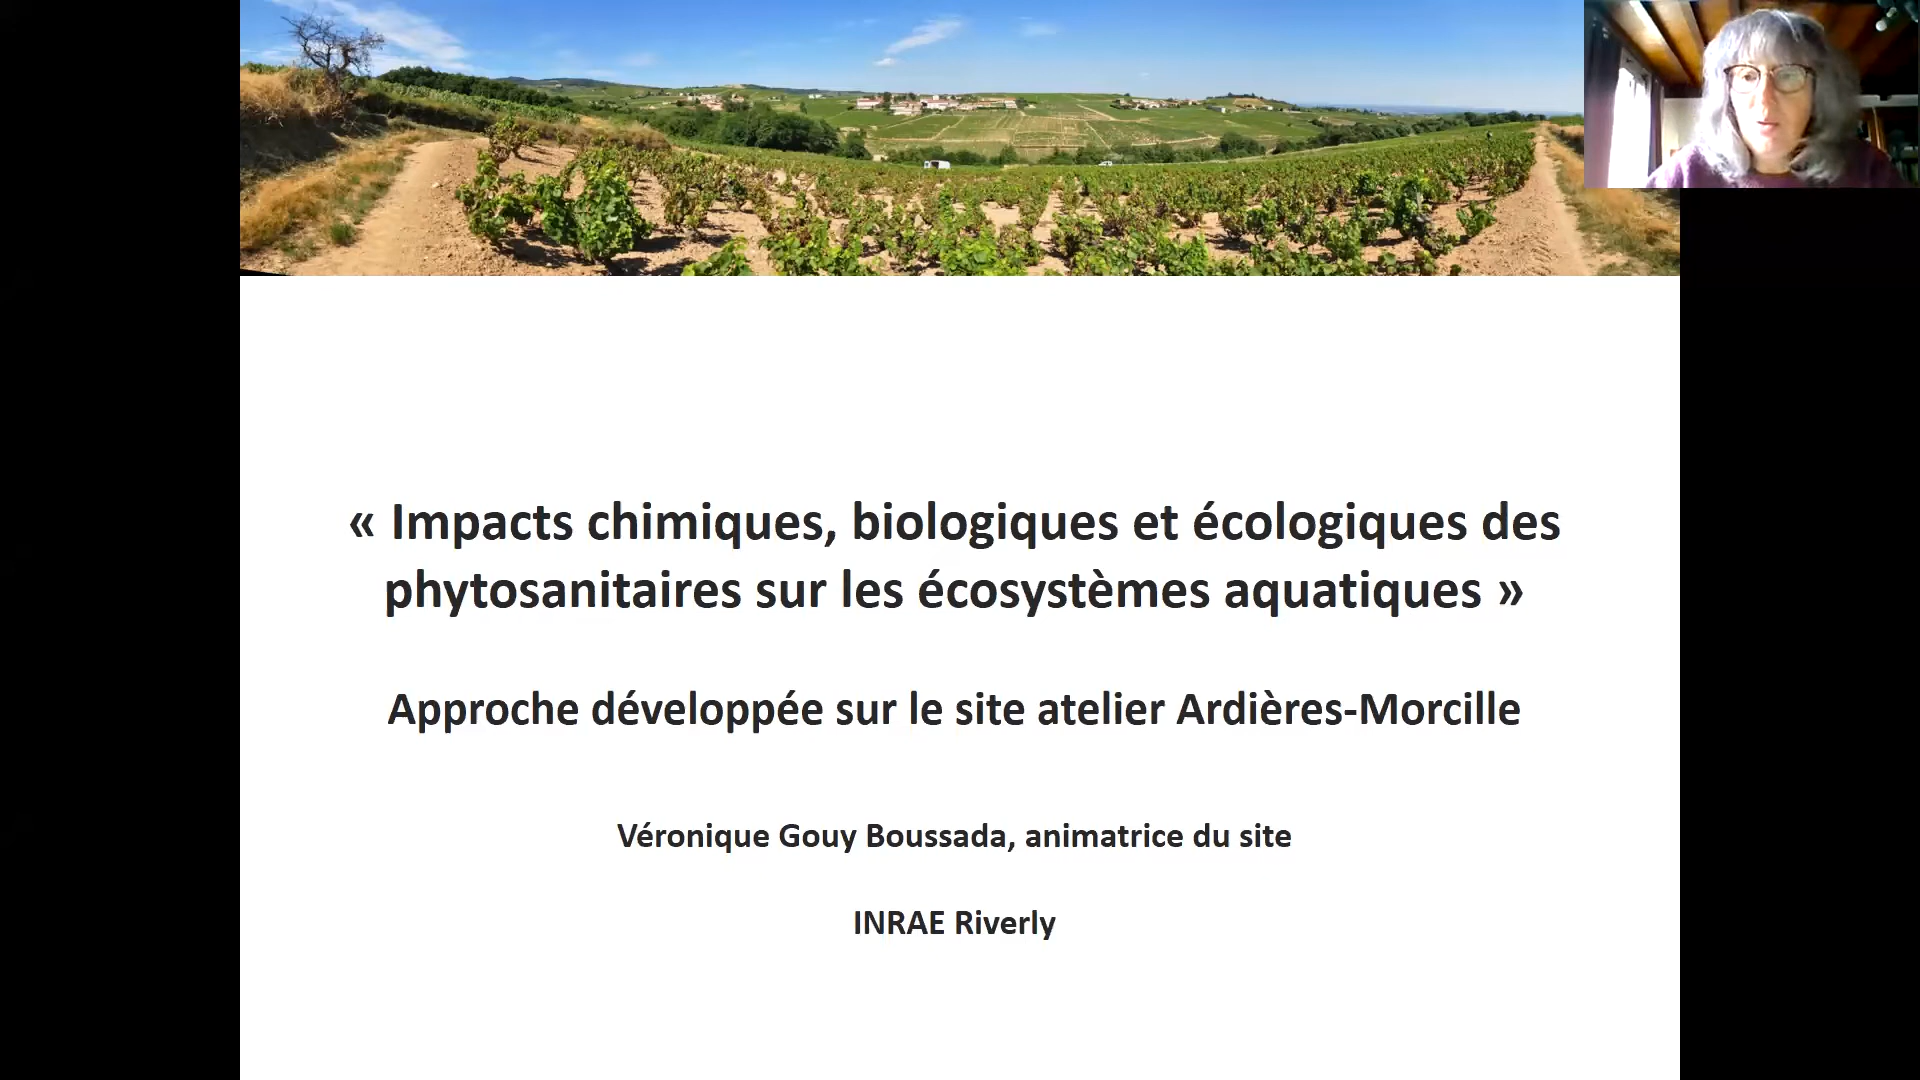 « Impacts chimiques, biologiques et écologiques des
phytosanitaires sur les écosystèmes aquatiques »
Approche développée sur le site atelier Ardières-Morcille
Véronique Gouy Boussada, animatrice du site
INRAE Riverly